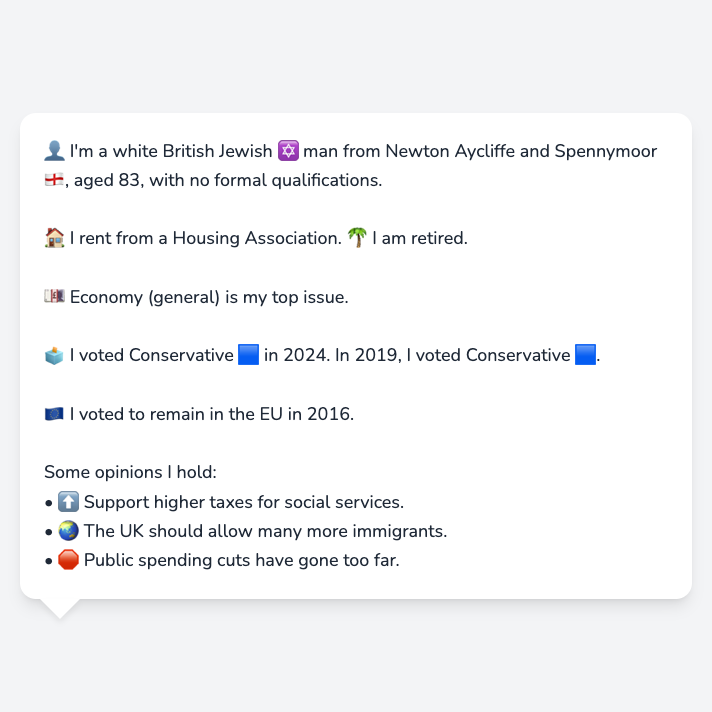 👤 I'm a white British Jewish ✡️ man from Newton Aycliffe and Spennymoor
🏴󠁧󠁢󠁥󠁮󠁧󠁿, aged 83, with no formal qualifications.
🏠 I rent from a Housing Association. 🌴 I am retired.
💷 Economy (general) is my top issue.
🗳️ I voted Conservative 🟦 in 2024. In 2019, I voted Conservative 🟦.
🇪🇺 I voted to remain in the EU in 2016.
Some opinions I hold:
• ⬆️ Support higher taxes for social services.
• 🌏 The UK should allow many more immigrants.
• 🛑 Public spending cuts have gone too far.